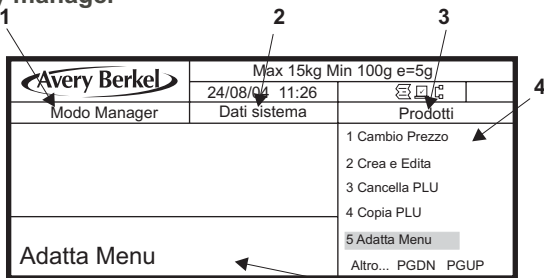 y manager
1 2 3
Avery Berkel
Max 15kg Min 100g e=5g
24/08/04 11:26
Modo Manager Dati sistema Prodotti
4
1 Cambio Prezzo
2 Crea e Edita
3 Cancella PLU
4 Copia PLU
5 Adatta Menu
Altro... PGDN PGUP
Adatta Menu